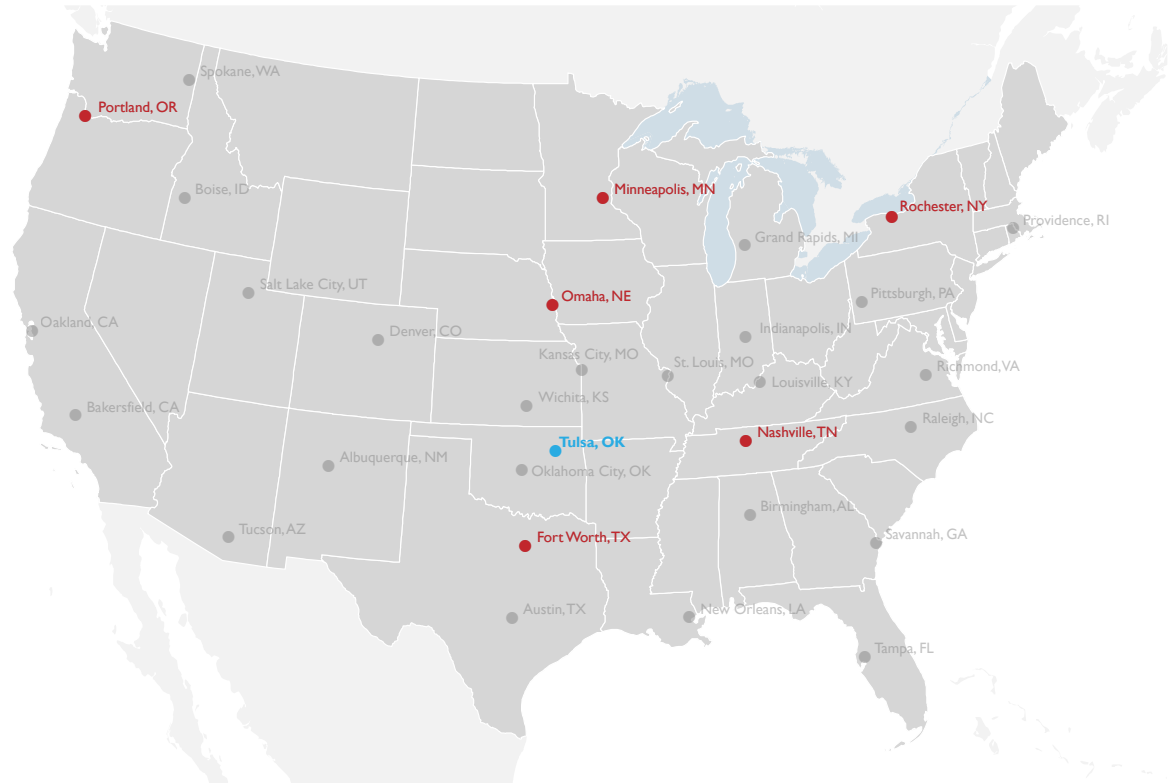 Spokane, WA
Portland, OR
Boise, ID
Minneapolis, MN
Rochester, NY
Providence, RI
Grand Rapids, MI
Salt Lake City, UT
Omaha, NE
Pittsburgh, PA
Oakland, CA
Denver, CO
Indianapolis, IN
Kansas City, MO
St. Louis, MO
Richmond, VA
Louisville, KY
Bakersfield, CA
Wichita, KS
Raleigh, NC
Nashville, TN
Tulsa, OK
Albuquerque, NM
Oklahoma City, OK
Birmingham, AL
Tucson, AZ
Fort Worth, TX
Savannah, GA
Austin, TX
New Orleans, LA
Tampa, FL